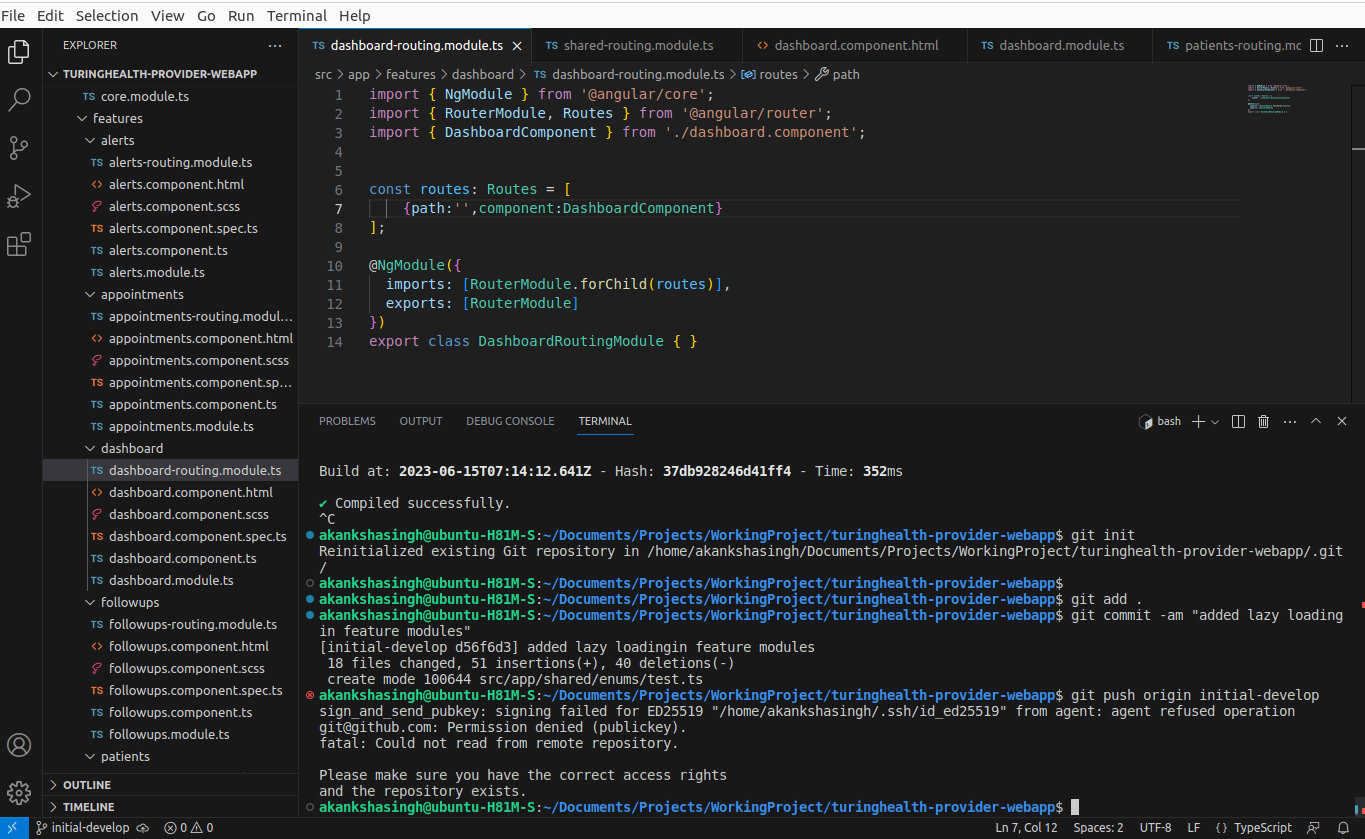 File Edit Selection View Go Run Terminal Help
EXPLORER
TURINGHEALTH-PROVIDER-WEBAPP
TS core.module.ts
features
alerts
TS alerts-routing.module.ts
<> alerts.component.html
alerts.component.scss
TS alerts.component.spec.ts
TS alerts.component.ts
TS alerts.module.ts
appointments
TS appointments-routing.modul...
<> appointments.component.html
appointments.component.scss
TS appointments.component.sp...
TS appointments.component.ts
TS appointments.module.ts
dashboard
TS dashboard-routing.module.ts
<> dashboard.component.html
dashboard.component.scss
TS dashboard.component.spec.ts
TS dashboard.component.ts
TS dashboard.module.ts
followups
TS followups-routing.module.ts
<> followups.component.html
followups.component.scss
TS followups.component.spec.ts
TS followups.component.ts
TS followups.module.ts
patients
OUTLINE
TIMELINE
TS dashboard-routing.module.ts TS shared-routing.module.ts <> dashboard.component.html TS dashboard.module.ts TS patients-routing.mc
src > app > features > dashboard > TS dashboard-routing.module.ts > routes > path
1 import { NgModule } from '@angular/core';
2 import { RouterModule, Routes } from '@angular/router';
3 import { DashboardComponent } from './dashboard.component';
4
5
6 const routes: Routes = [
7 {path:'',component:DashboardComponent}
8 ];
9
10 @NgModule({
11 imports: [RouterModule.forChild(routes)],
12 exports: [RouterModule]
13 })
14 export class DashboardRoutingModule { }
PROBLEMS OUTPUT DEBUG CONSOLE TERMINAL bash
Build at: 2023-06-15T07:14:12.641Z - Hash: 37db928246d41ff4 - Time: 352ms
✔ Compiled successfully.
^C
akankshasingh@ubuntu-H81M-S:~/Documents/Projects/WorkingProject/turinghealth-provider-webapp$ git init
Reinitialized existing Git repository in /home/akankshasingh/Documents/Projects/WorkingProject/turinghealth-provider-webapp/.git
/
akankshasingh@ubuntu-H81M-S:~/Documents/Projects/WorkingProject/turinghealth-provider-webapp$
akankshasingh@ubuntu-H81M-S:~/Documents/Projects/WorkingProject/turinghealth-provider-webapp$ git add .
akankshasingh@ubuntu-H81M-S:~/Documents/Projects/WorkingProject/turinghealth-provider-webapp$ git commit -am "added lazy loading
in feature modules"
[initial-develop d56f6d3] added lazy loadingin feature modules
18 files changed, 51 insertions(+), 40 deletions(-)
create mode 100644 src/app/shared/enums/test.ts
akankshasingh@ubuntu-H81M-S:~/Documents/Projects/WorkingProject/turinghealth-provider-webapp$ git push origin initial-develop
sign_and_send_pubkey: signing failed for ED25519 "/home/akankshasingh/.ssh/id_ed25519" from agent: agent refused operation
git@github.com: Permission denied (publickey).
fatal: Could not read from remote repository.
Please make sure you have the correct access rights
and the repository exists.
akankshasingh@ubuntu-H81M-S:~/Documents/Projects/WorkingProject/turinghealth-provider-webapp$
initial-develop 0 0 Ln 7, Col 12 Spaces: 2 UTF-8 LF {} TypeScript